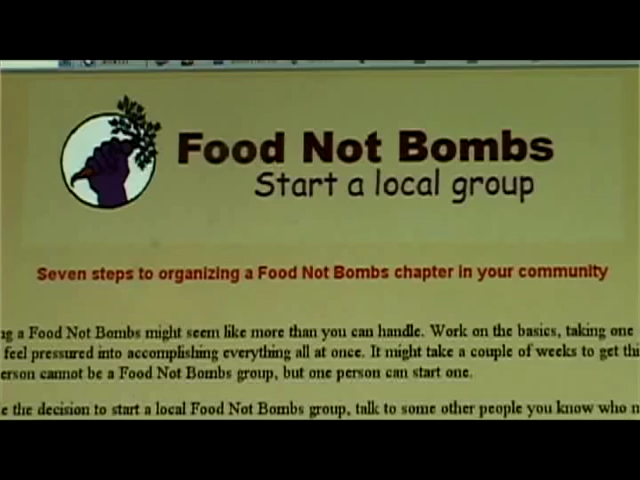 Food Not Bombs
Start a local group
Seven steps to organizing a Food Not Bombs chapter in your community
a Food Not Bombs might seem like more than you can handle. Work on the basics, taking one
feel pressured into accomplishing everything all at once. It might take a couple of weeks to get
cannot be a Food Not Bombs group, but one person can start one.
the decision to start a local Food Not Bombs group, talk to some other people you know who